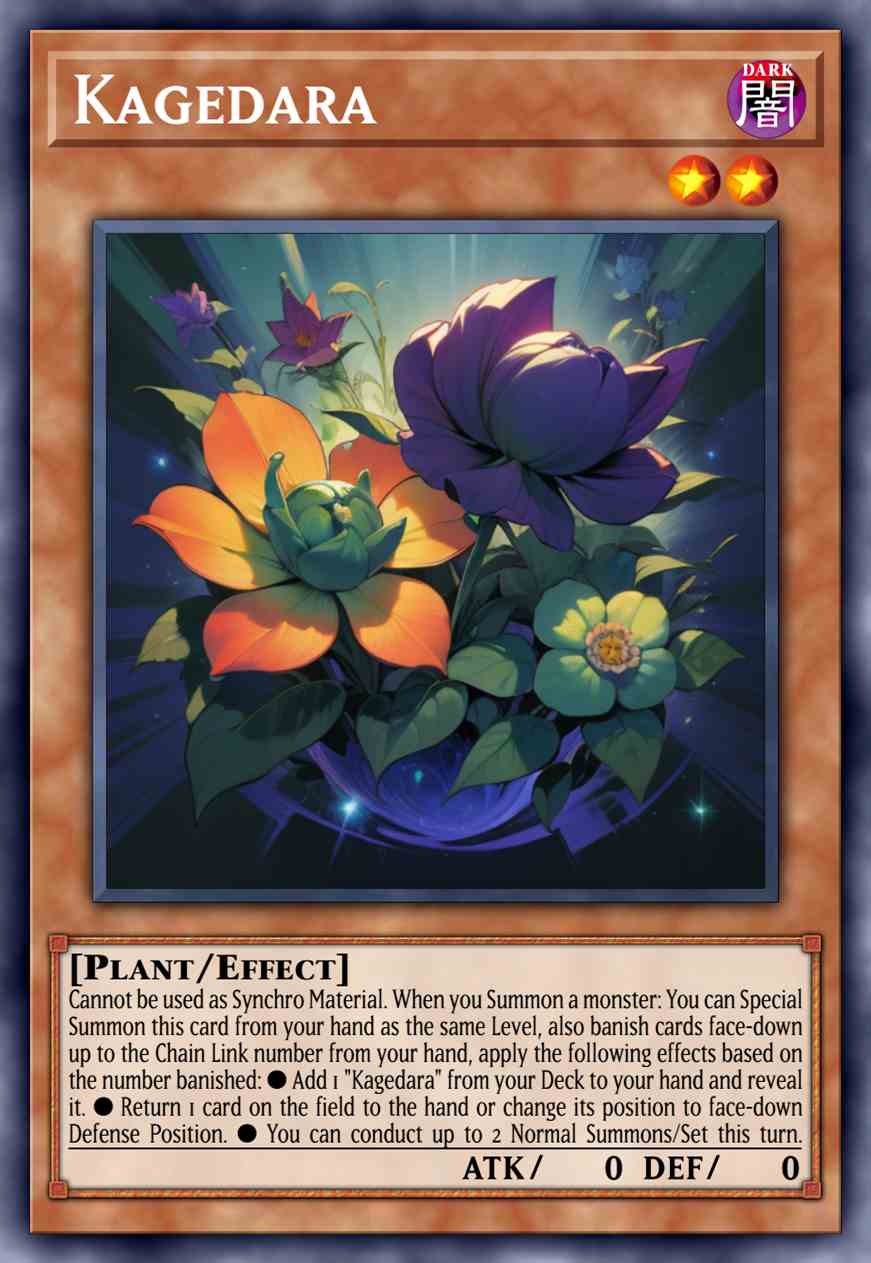 Kagedara
DARK
闇
[Plant/Effect]
Cannot be used as Synchro Material. When you Summon a monster: You can Special
Summon this card from your hand as the same Level, also banish cards face-down
up to the Chain Link number from your hand, apply the following effects based on
the number banished: ● Add 1 "Kagedara" from your Deck to your hand and reveal
it. ● Return 1 card on the field to the hand or change its position to face-down
Defense Position. ● You can conduct up to 2 Normal Summons/Set this turn.
ATK/ 0 DEF/ 0